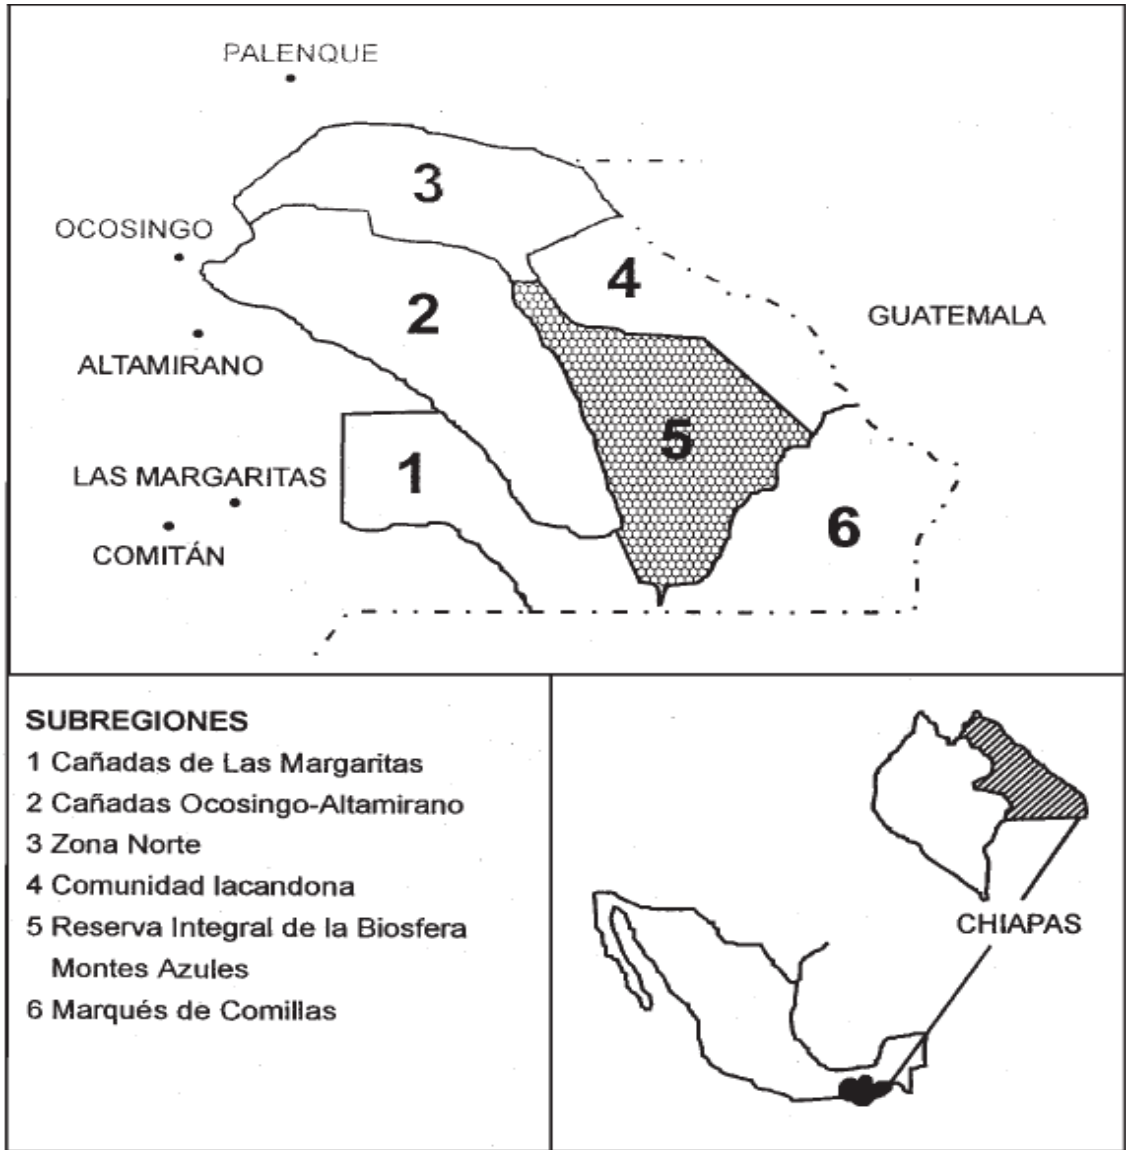 PALENQUE
3
OCOSINGO
4
2
GUATEMALA
ALTAMIRANO
5
1
LAS MARGARITAS
6
COMITÁN
SUBREGIONES
1 Cañadas de Las Margaritas
2 Cañadas Ocosingo-Altamirano
3 Zona Norte
4 Comunidad lacandona
5 Reserva Integral de la Biosfera
Montes Azules
6 Marqués de Comillas
CHIAPAS